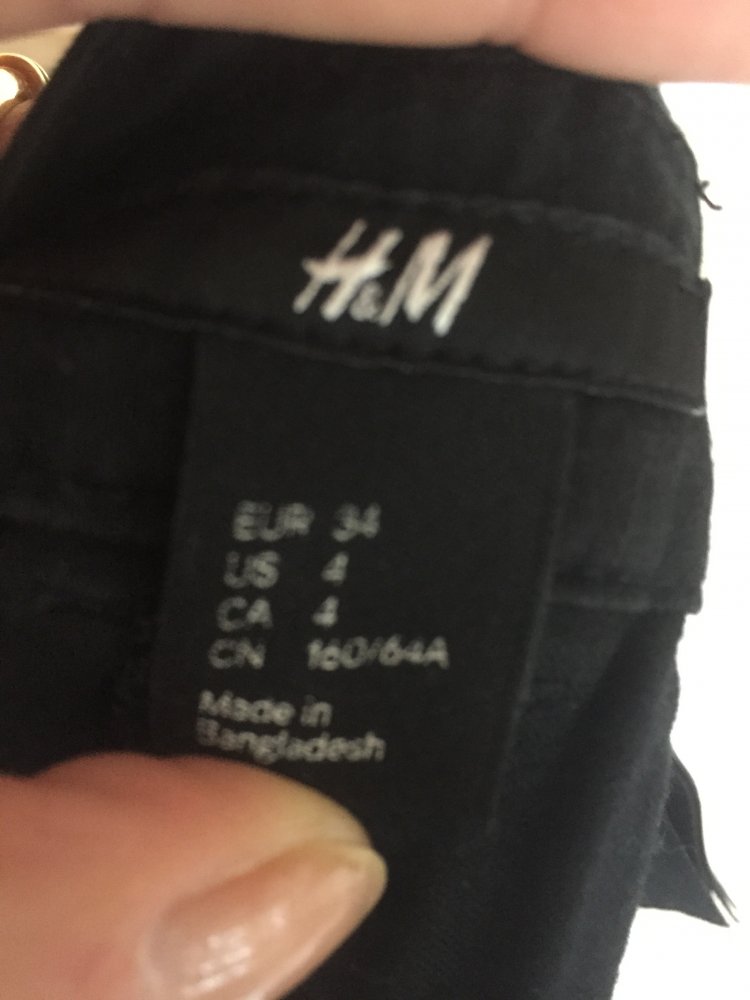 H&M
EUR 34
US 4
CA 4
CN 160/64A
Made in
Bangladesh